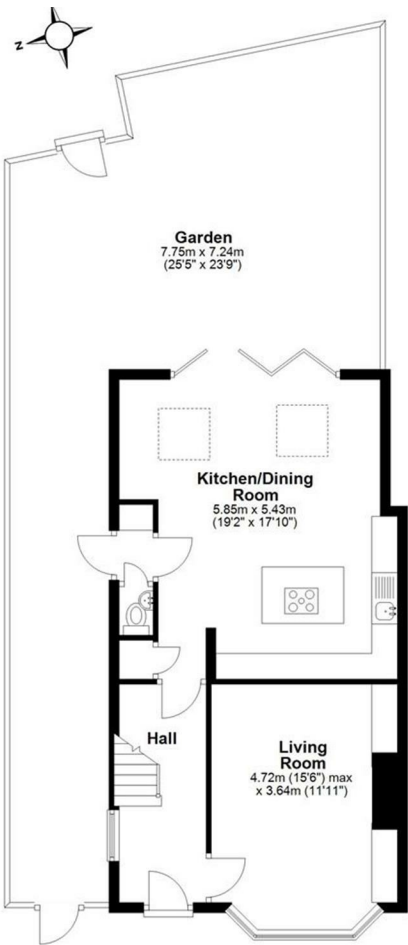 N
Garden
7.75m x 7.24m
(25'5" x 23'9")
Kitchen/Dining
Room
5.85m x 5.43m
(19'2" x 17'10")
Hall
Living
Room
4.72m (15'6") max
x 3.64m (11'11")